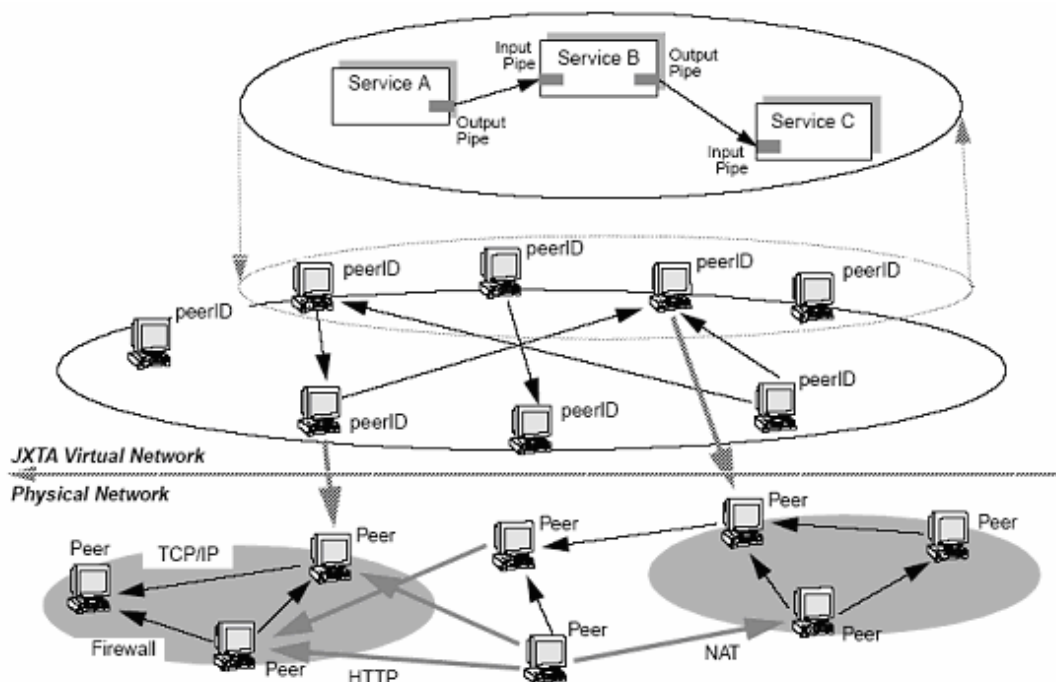 Input
Pipe
Service B
Output
Pipe
Service A
Output
Pipe
Service C
Input
Pipe
peerID
peerID
peerID
peerID
peerID
peerID
peerID
peerID
JXTA Virtual Network
Physical Network
Peer
Peer
Peer
Peer
Peer
TCP/IP
Firewall
Peer
HTTP
Peer
NAT
Peer